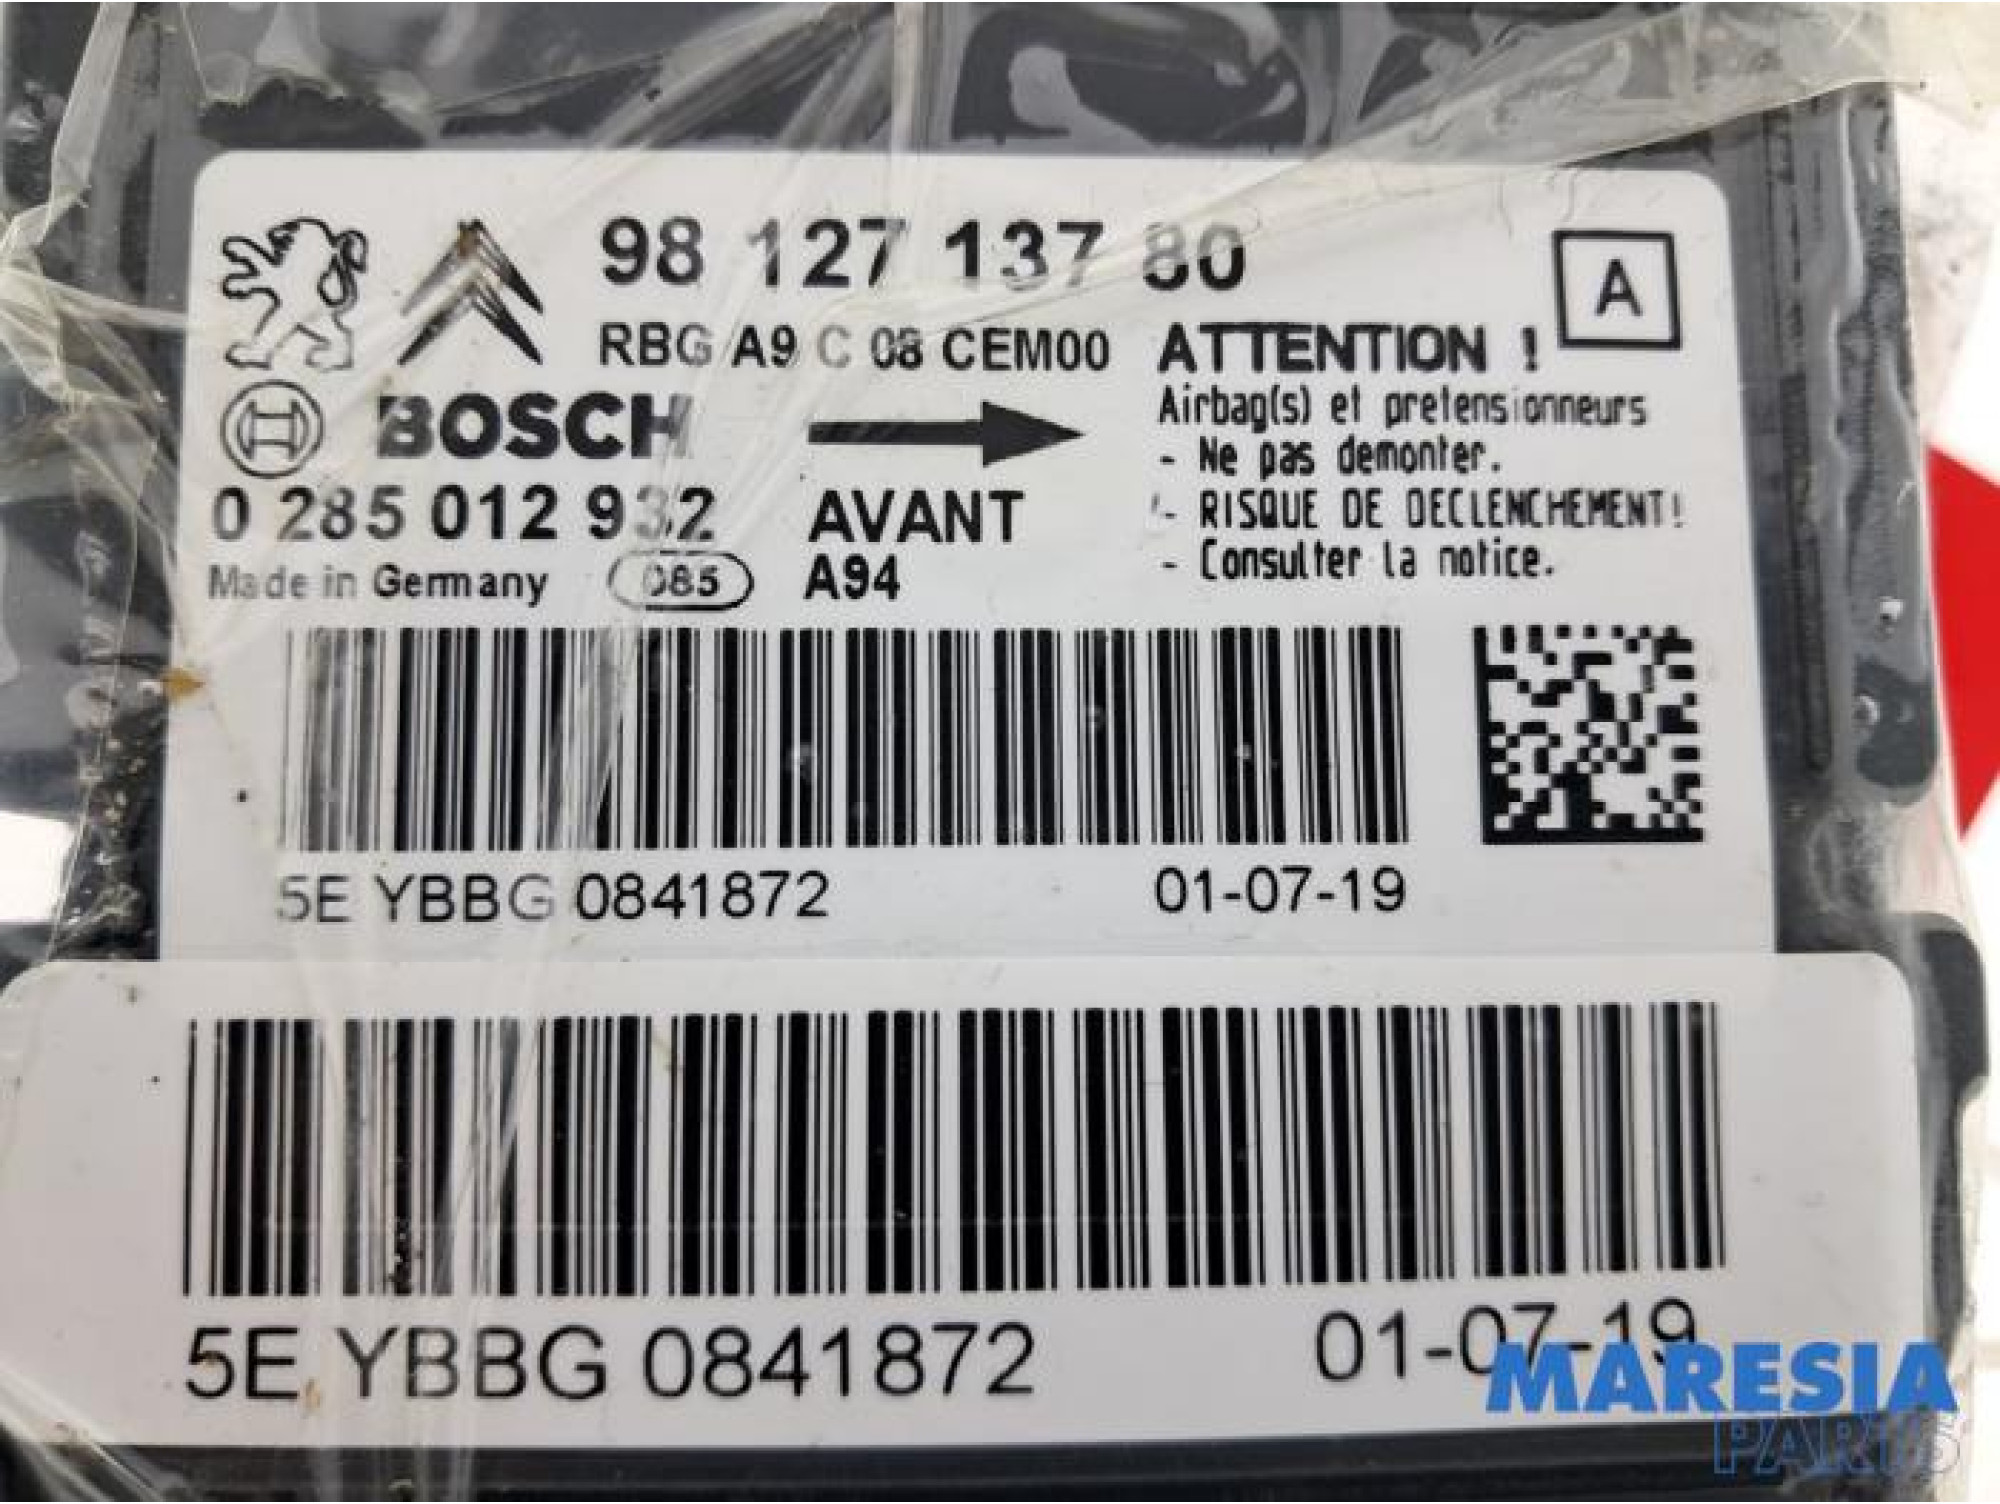 98 127 137 80
A
RBG A9 C 08 CEM00
ATTENTION !
Airbag(s) et pretensionneurs
- Ne pas demonter.
- RISQUE DE DECLENCHEMENT!
- Consulter la notice.
BOSCH
0 285 012 932
AVANT
Made in Germany
085
A94
5E YBBG 0841872
01-07-19
5E YBBG 0841872
01-07-19
MARESIA
PARTS